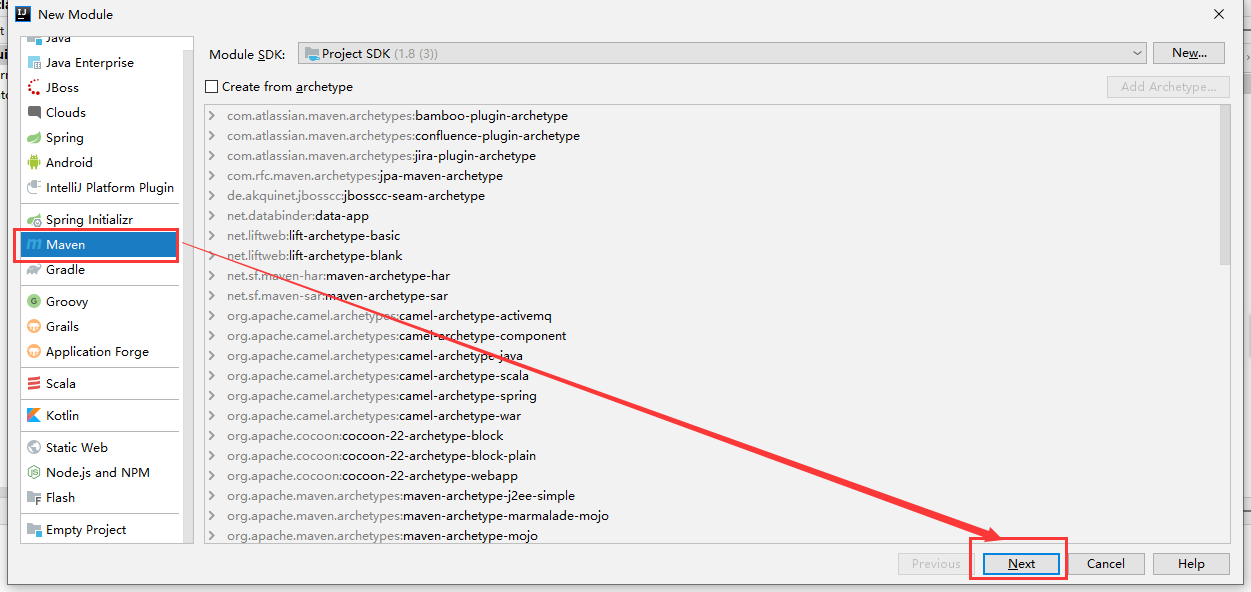 New Module
Java
Java Enterprise
JBoss
Clouds
Spring
Android
IntelliJ Platform Plugin
Spring Initializr
Maven
Gradle
Groovy
Grails
Application Forge
Scala
Kotlin
Static Web
Node.js and NPM
Flash
Empty Project
Module SDK: Project SDK (1.8 (3)) New...
Create from archetype Add Archetype...
com.atlassian.maven.archetypes:bamboo-plugin-archetype
com.atlassian.maven.archetypes:confluence-plugin-archetype
com.atlassian.maven.archetypes:jira-plugin-archetype
com.rfc.maven.archetypes:jpa-maven-archetype
de.akquinet.jbosscc:jbosscc-seam-archetype
net.databinder:data-app
net.liftweb:lift-archetype-basic
net.liftweb:lift-archetype-blank
net.sf.maven-har:maven-archetype-har
net.sf.maven-sar:maven-archetype-sar
org.apache.camel.archetypes:camel-archetype-activemq
org.apache.camel.archetypes:camel-archetype-component
org.apache.camel.archetypes:camel-archetype-java
org.apache.camel.archetypes:camel-archetype-scala
org.apache.camel.archetypes:camel-archetype-spring
org.apache.camel.archetypes:camel-archetype-war
org.apache.cocoon:cocoon-22-archetype-block
org.apache.cocoon:cocoon-22-archetype-block-plain
org.apache.cocoon:cocoon-22-archetype-webapp
org.apache.maven.archetypes:maven-archetype-j2ee-simple
org.apache.maven.archetypes:maven-archetype-marmalade-mojo
org.apache.maven.archetypes:maven-archetype-mojo
Previous Next Cancel Help